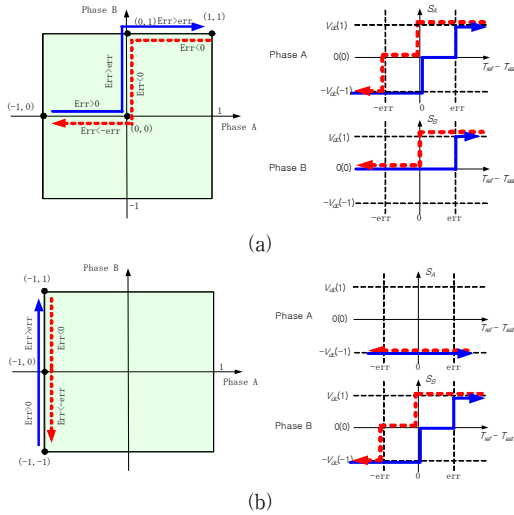 Phase B
(0,1)
(1,1)
Err>err
Err<0
Err>err
Err<0
Err>0
(-1,0)
Err<-err
(0,0)
1
Phase A
-1
S_A
V_dc(1)
Phase A
0(0)
T_ref - T_est
-V_dc(-1)
-err
0
err
S_B
V_dc(1)
Phase B
0(0)
T_ref - T_est
-V_dc(-1)
-err
0
err
(a)
Phase B
(-1,1)
Err>err
Err<0
(-1,0)
1
Phase A
Err>0
Err<-err
(-1,-1)
S_A
V_dc(1)
Phase A
0(0)
T_ref - T_est
-V_dc(-1)
-err
0
err
S_B
V_dc(1)
Phase B
0(0)
T_ref - T_est
-V_dc(-1)
-err
0
err
(b)